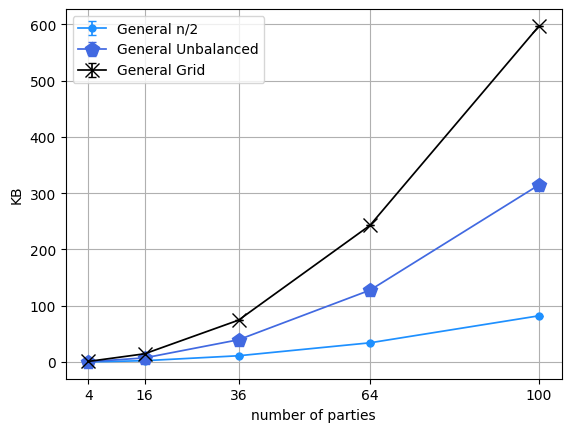 General n/2
General Unbalanced
General Grid
600
500
400
300
200
100
0
KB
4 16 36 64 100
number of parties